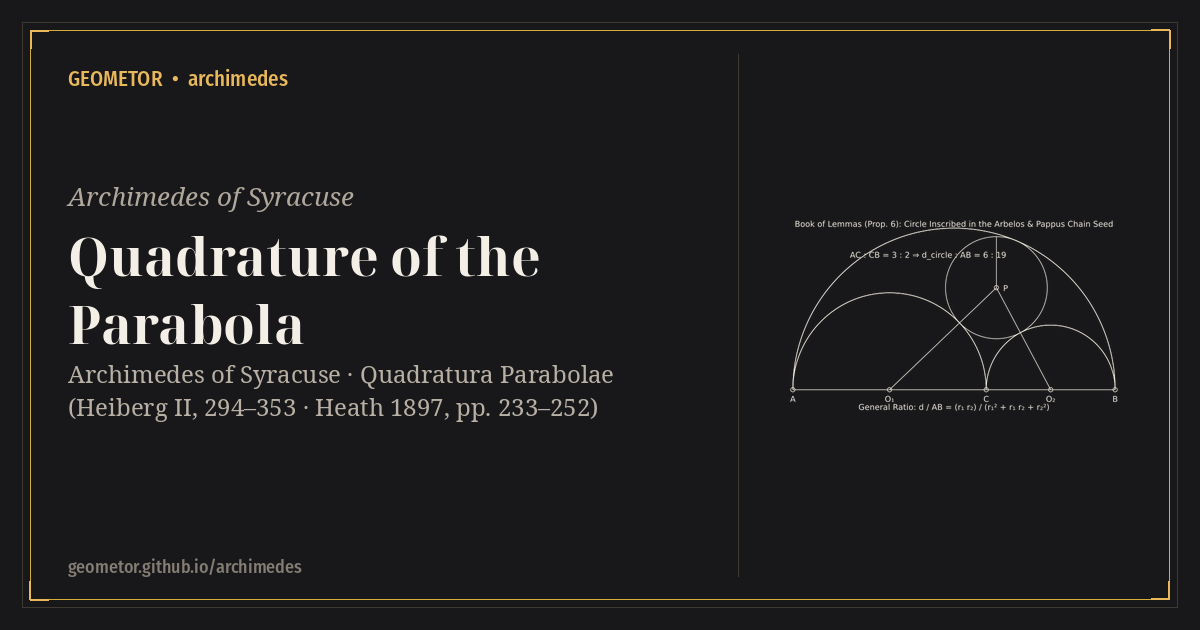 GEOMETOR • archimedes
Archimedes of Syracuse
Quadrature of the
Parabola
Archimedes of Syracuse · Quadratura Parabolae
(Heiberg II, 294–353 · Heath 1897, pp. 233–252)
geometor.github.io/archimedes
Book of Lemmas (Prop. 6): Circle Inscribed in the Arbelos & Pappus Chain Seed
AC : CB = 3 : 2 ⇒ d_circle : AB = 6 : 19
P
A O₁ C O₂ B
General Ratio: d / AB = (r₁ r₂) / (r₁² + r₁ r₂ + r₂²)